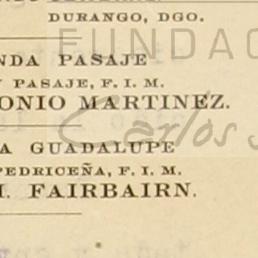 DURANGO, DGO.
FUNDAC
NDA PASAJE
PASAJE, F. I. M.
ONIO MARTINEZ.
Carlos S
A GUADALUPE
PEDRICEÑA, F. I. M.
I. FAIRBAIRN.